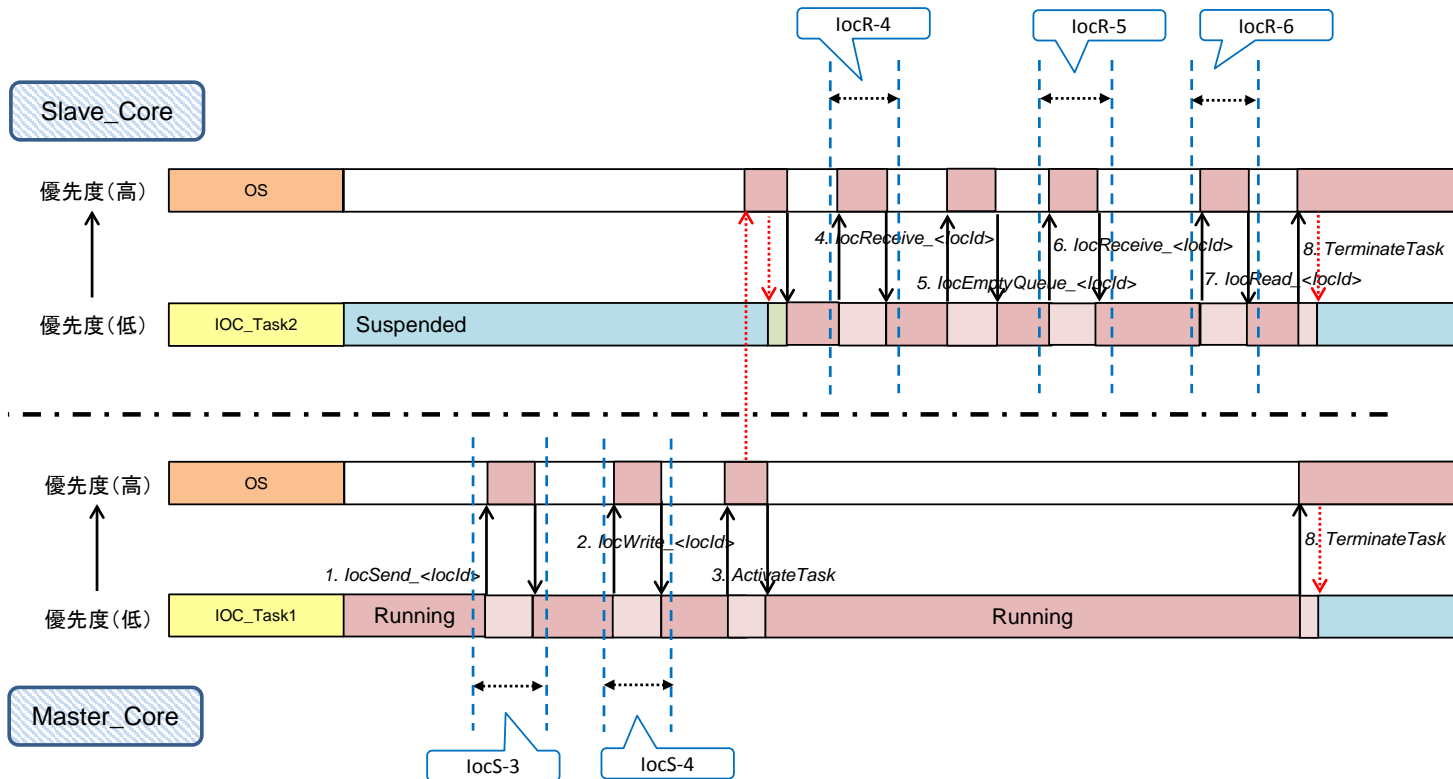 IocR-4
IocR-5
IocR-6
Slave_Core
優先度(高)
OS
4. IocReceive_<IocId>
6. IocReceive_<IocId>
8. TerminateTask
5. IocEmptyQueue_<IocId>
7. IocRead_<IocId>
優先度(低)
IOC_Task2
Suspended
優先度(高)
OS
2. IocWrite_<IocId>
8. TerminateTask
1. IocSend_<IocId>
3. ActivateTask
優先度(低)
IOC_Task1
Running
Running
Master_Core
IocS-3
IocS-4